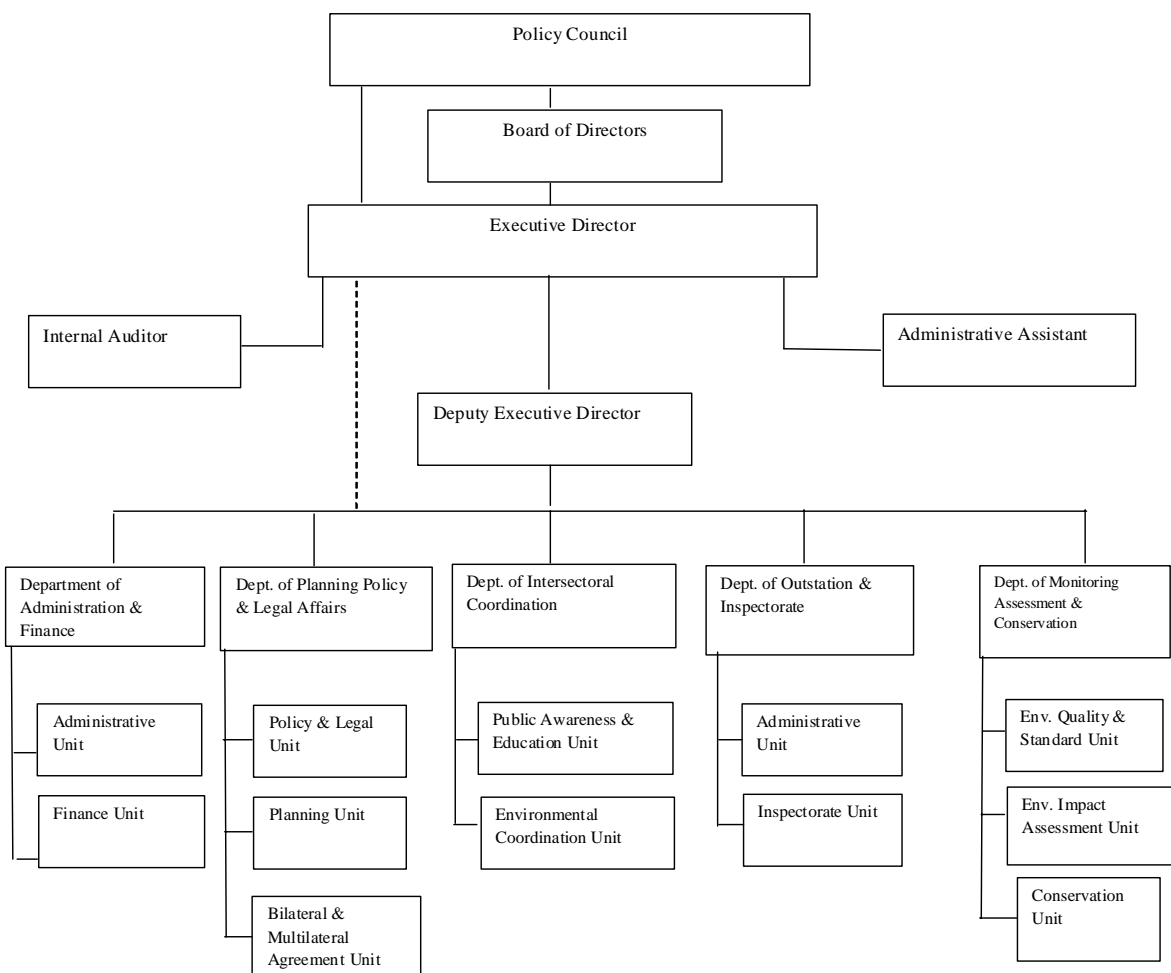 Policy Council
Board of Directors
Executive Director
Internal Auditor
Administrative Assistant
Deputy Executive Director
Department of
Administration &
Finance
Dept. of Planning Policy
& Legal Affairs
Dept. of Intersectoral
Coordination
Dept. of Outstation &
Inspectorate
Dept. of Monitoring
Assessment &
Conservation
Administrative
Unit
Policy & Legal
Unit
Public Awareness &
Education Unit
Administrative
Unit
Env. Quality &
Standard Unit
Finance Unit
Planning Unit
Environmental
Coordination Unit
Inspectorate Unit
Env. Impact
Assessment Unit
Bilateral &
Multilateral
Agreement Unit
Conservation
Unit